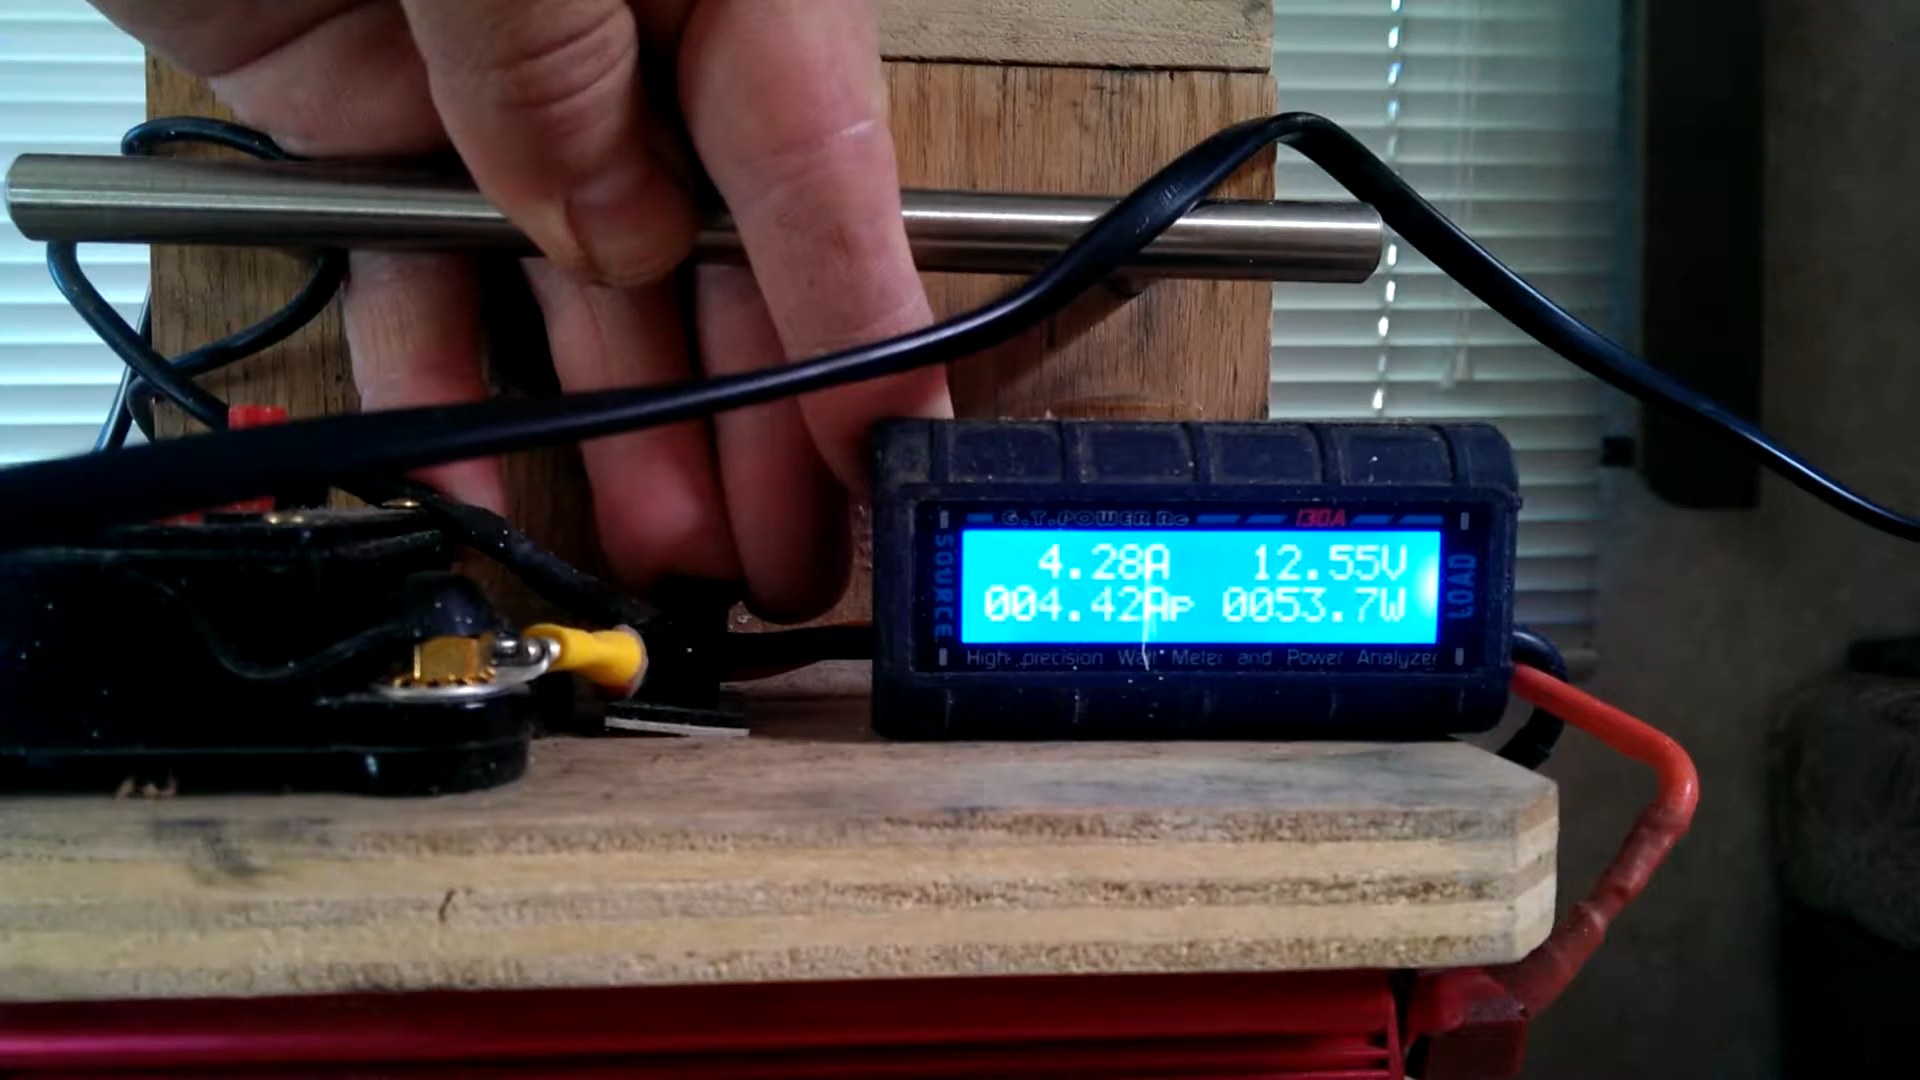 G.T.POWER RC 130A
SOURCE
4.28A 12.55V
004.42Ap 0053.7W
LOAD
High precision Watt Meter and Power Analyzer